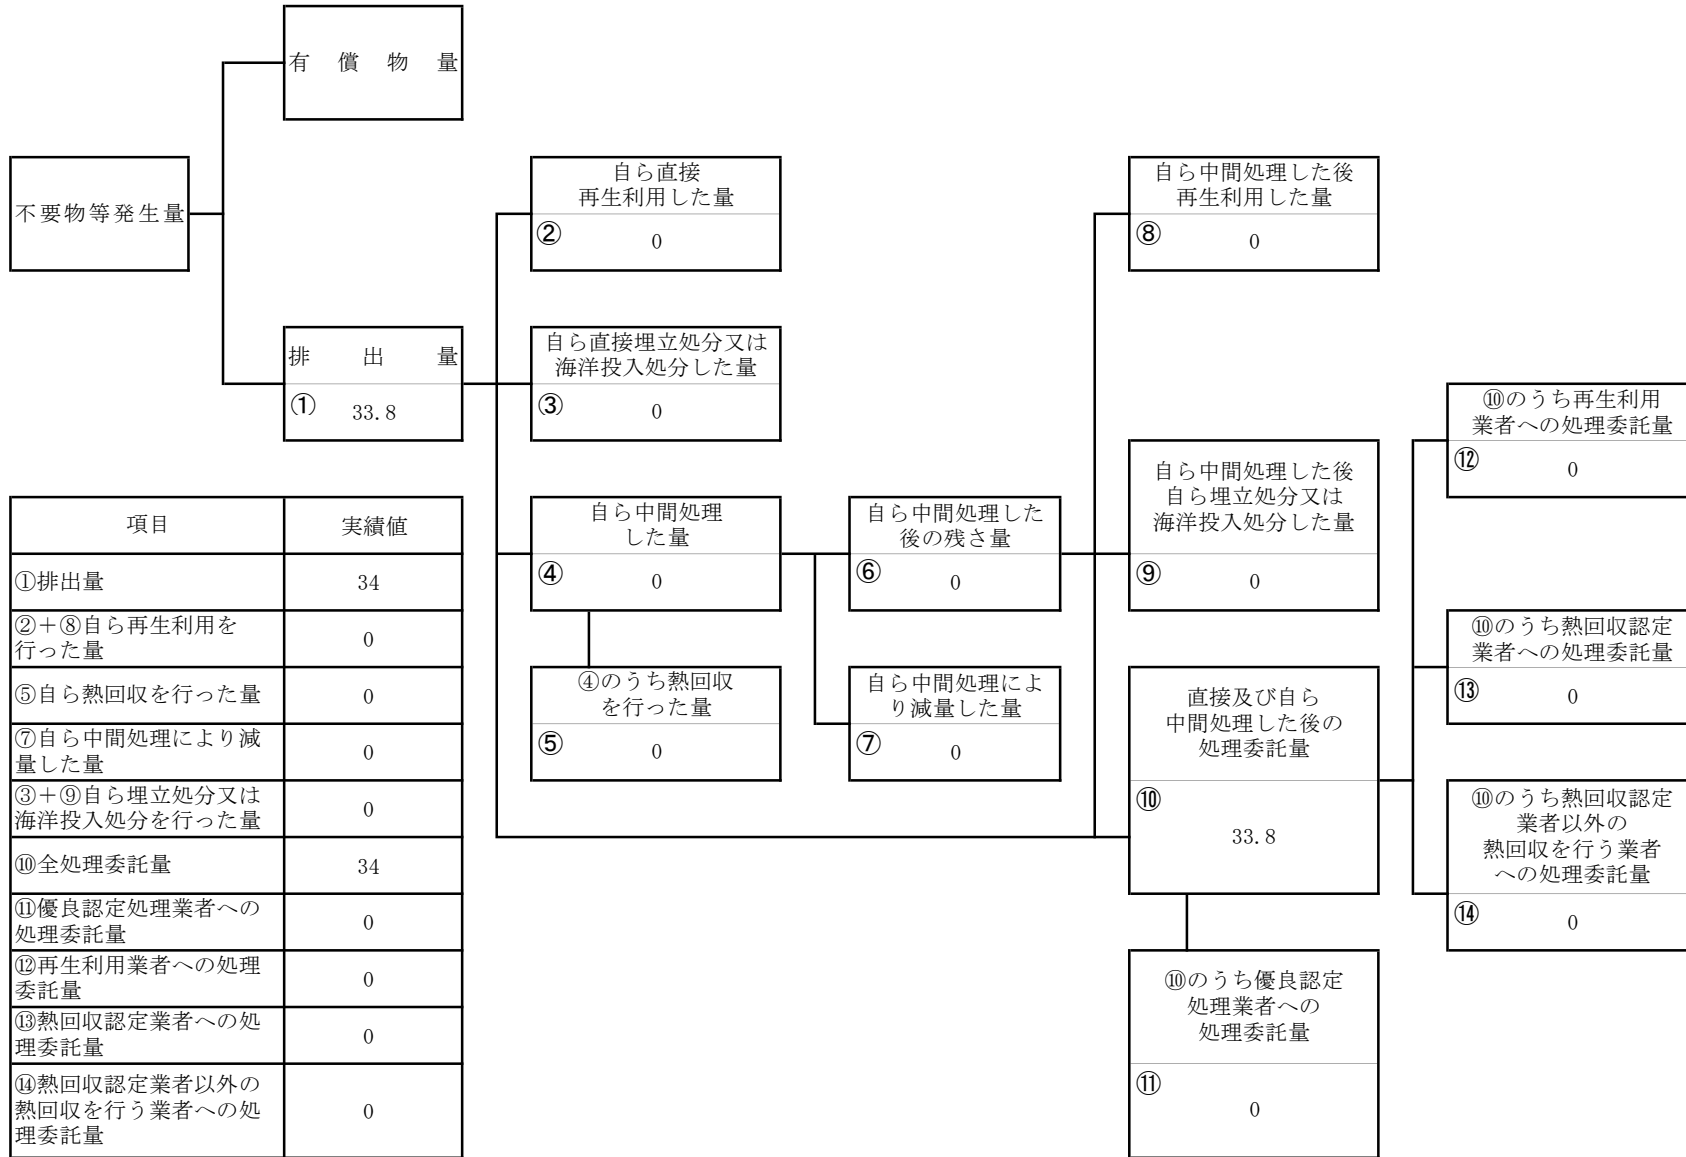 有償物量
不要物等発生量
自ら直接
再生利用した量
②
0
自ら中間処理した後
再生利用した量
⑧
0
排出量
①
33.8
自ら直接埋立処分又は
海洋投入処分した量
③
0
⑩のうち再生利用
業者への処理委託量
⑫
0
自ら中間処理した後
自ら埋立処分又は
海洋投入処分した量
⑨
0
自ら中間処理
した量
④
0
自ら中間処理した
後の残さ量
⑥
0
④のうち熱回収
を行った量
⑤
0
自ら中間処理によ
り減量した量
⑦
0
直接及び自ら
中間処理した後の
処理委託量
⑩
33.8
⑩のうち熱回収認定
業者への処理委託量
⑬
0
⑩のうち熱回収認定
業者以外の
熱回収を行う業者
への処理委託量
⑭
0
⑩のうち優良認定
処理業者への
処理委託量
⑪
0
項目 実績値
①排出量 34
②＋⑧自ら再生利用を
行った量 0
⑤自ら熱回収を行った量 0
⑦自ら中間処理により減
量した量 0
③＋⑨自ら埋立処分又は
海洋投入処分を行った量 0
⑩全処理委託量 34
⑪優良認定処理業者への
処理委託量 0
⑫再生利用業者への処理
委託量 0
⑬熱回収認定業者への処
理委託量 0
⑭熱回収認定業者以外の
熱回収を行う業者への処
理委託量 0